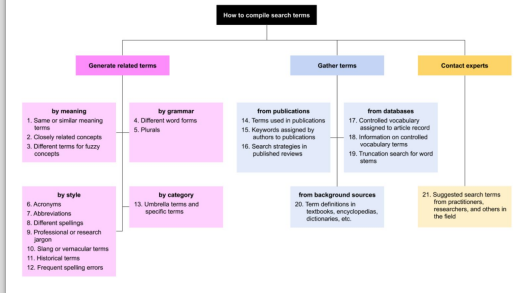 How to compile search terms
Generate related terms
Gather terms
Contact experts
by meaning
1. Same or similar meaning
terms
2. Closely related concepts
3. Different terms for fuzzy
concepts
by grammar
4. Different word forms
5. Plurals
from publications
14. Terms used in publications
15. Keywords assigned by
authors to publications
16. Search strategies in
published reviews
from databases
17. Controlled vocabulary
assigned to article record
18. Information on controlled
vocabulary terms
19. Truncation search for word
stems
by style
6. Acronyms
7. Abbreviations
8. Different spellings
9. Professional or research
jargon
10. Slang or vernacular terms
11. Historical terms
12. Frequent spelling errors
by category
13. Umbrella terms and
specific terms
from background sources
20. Term definitions in
textbooks, encyclopedias,
dictionaries, etc.
21. Suggested search terms
from practitioners,
researchers, and others in
the field